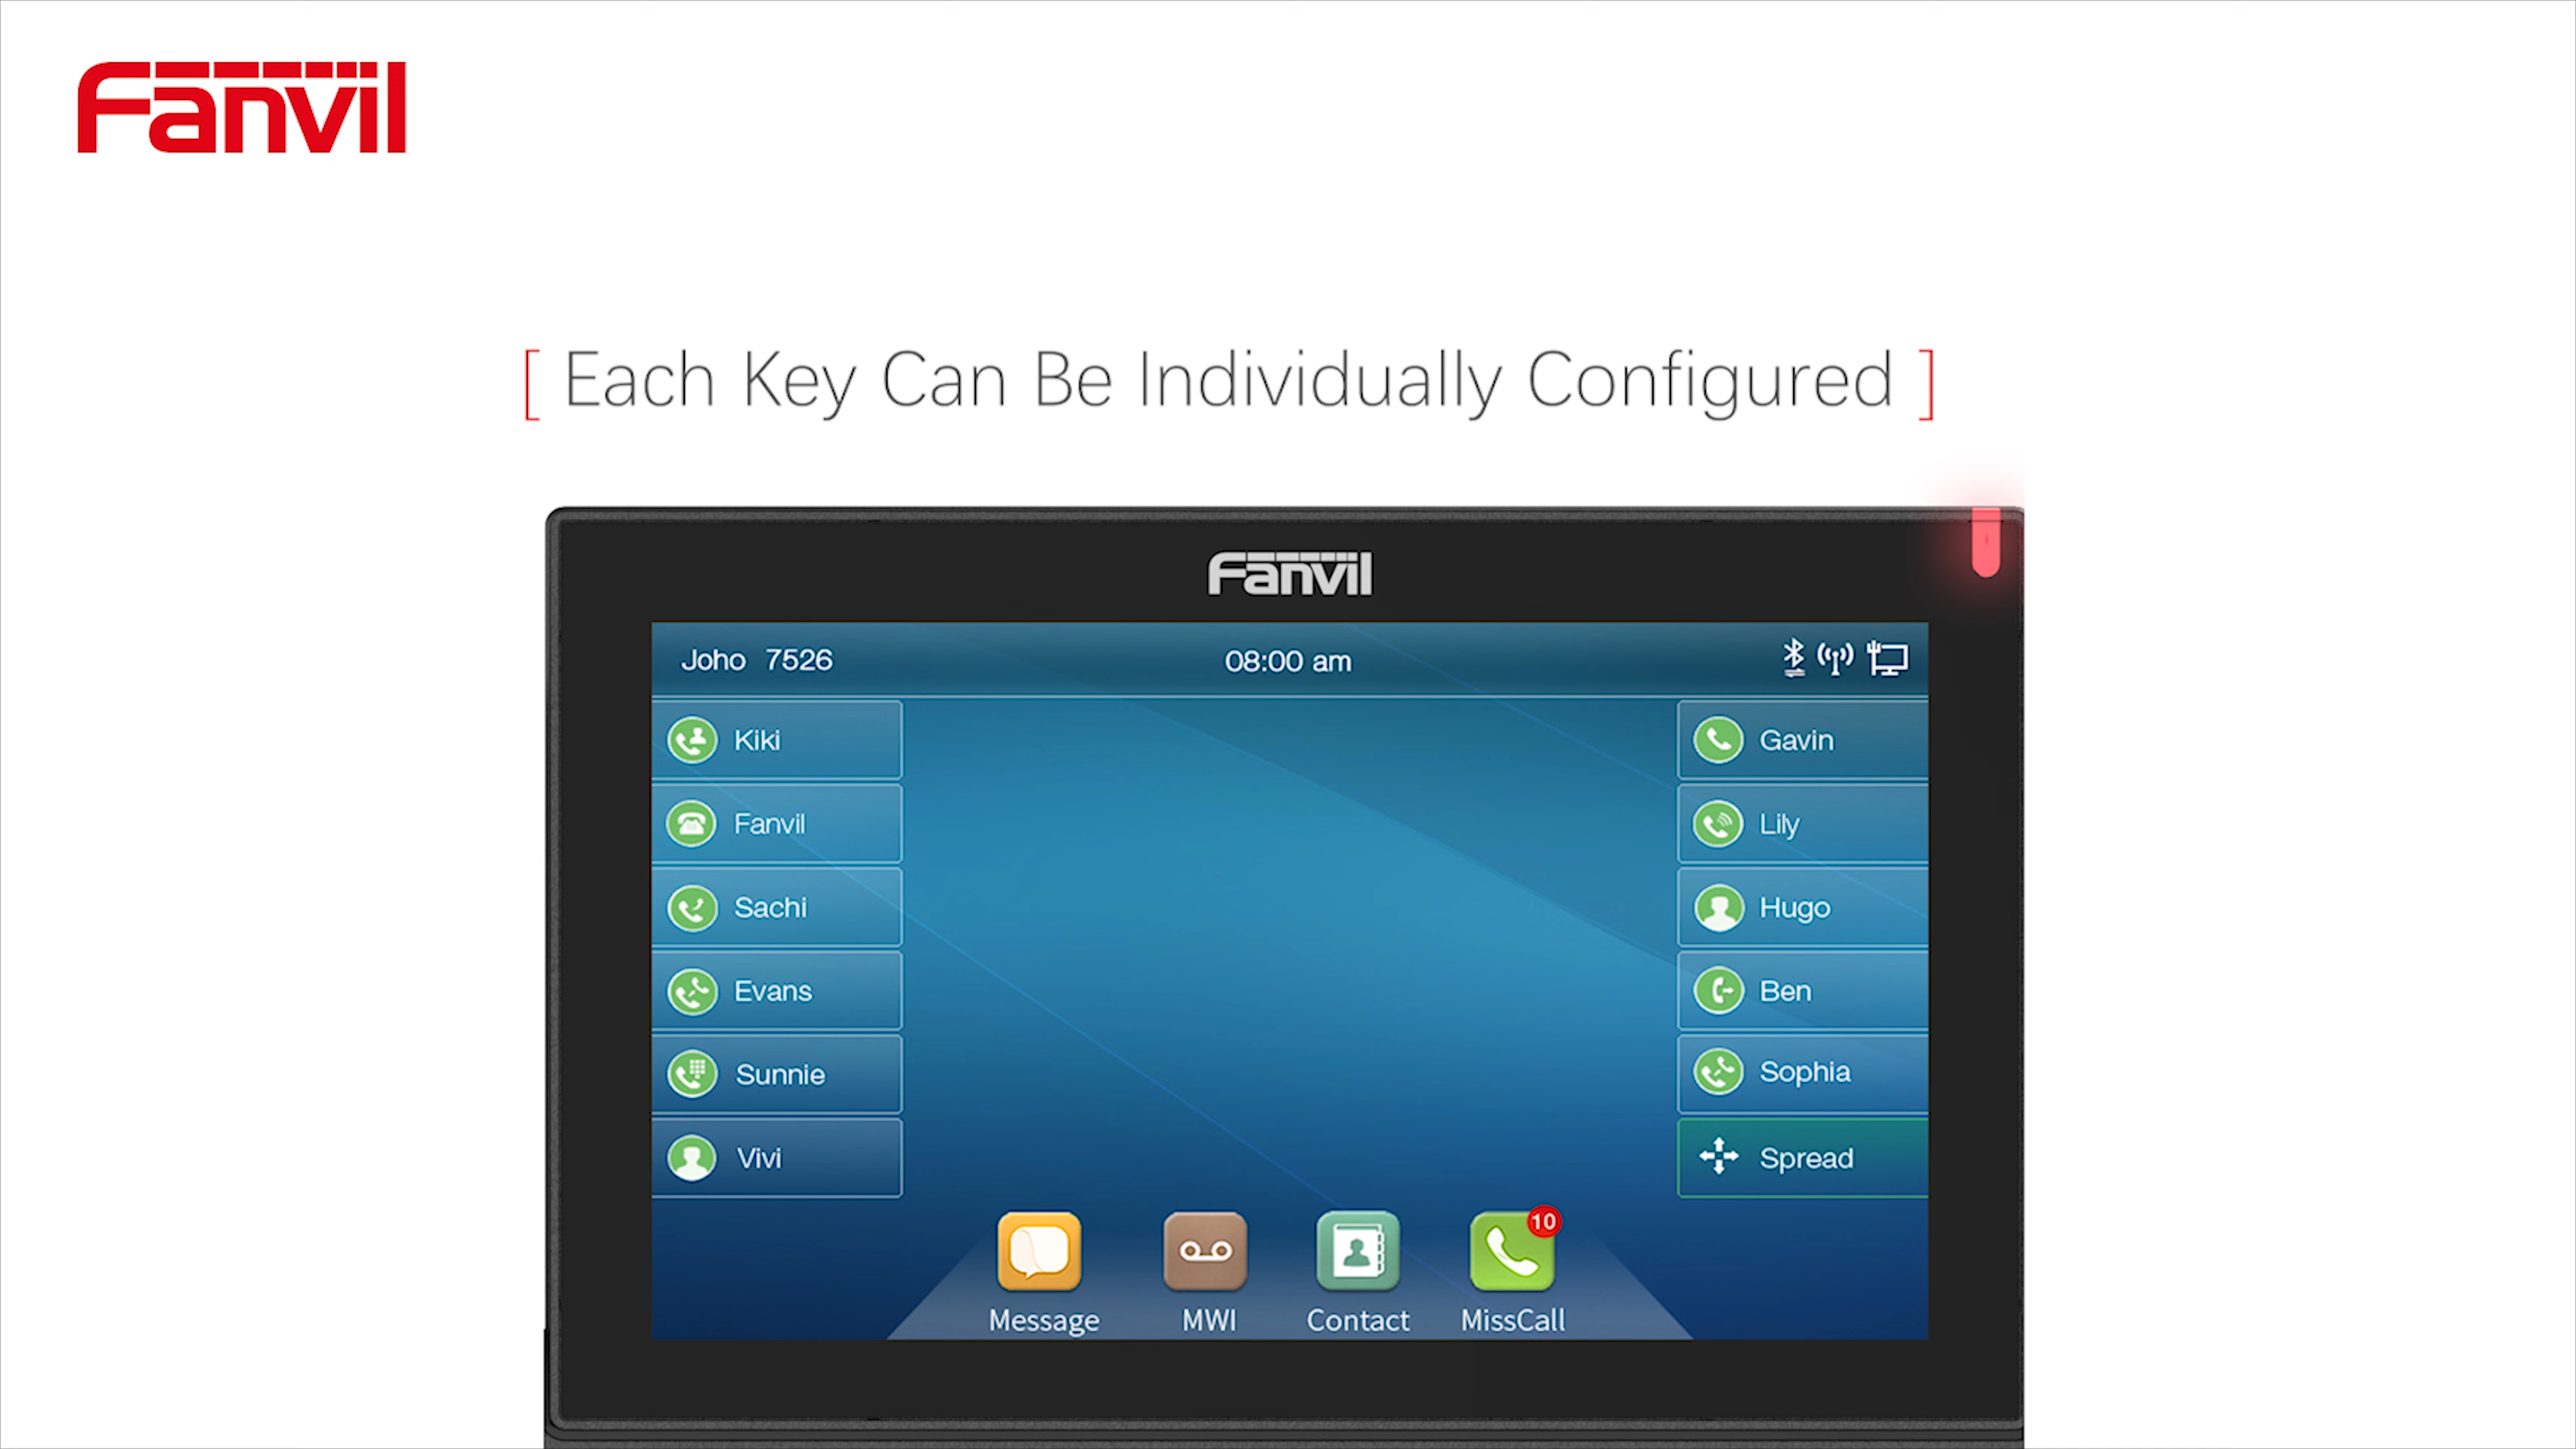 Fanvil
[ Each Key Can Be Individually Configured ]
Fanvil
Joho 7526 08:00 am
Kiki
Fanvil
Sachi
Evans
Sunnie
Vivi
Gavin
Lily
Hugo
Ben
Sophia
Spread
10
Message MWI Contact MissCall